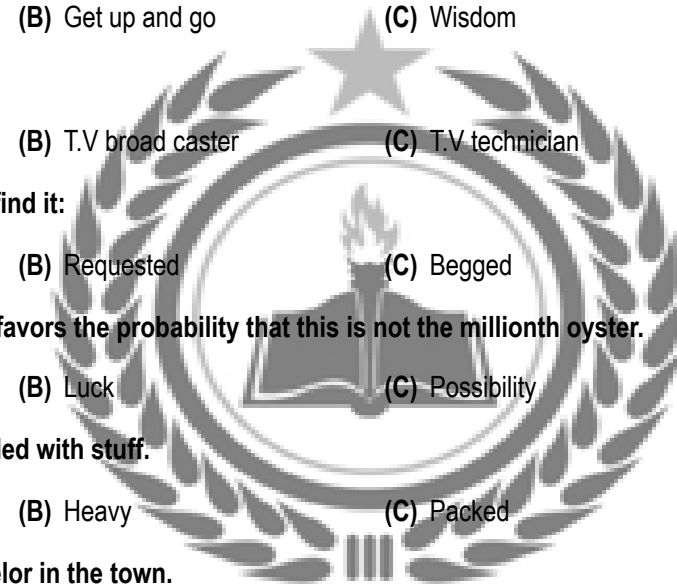 (B) Get up and go (C) Wisdom
(B) T.V broad caster (C) T.V technician
find it:
(B) Requested (C) Begged
favors the probability that this is not the millionth oyster.
(B) Luck (C) Possibility
led with stuff.
(B) Heavy (C) Packed
elor in the town.